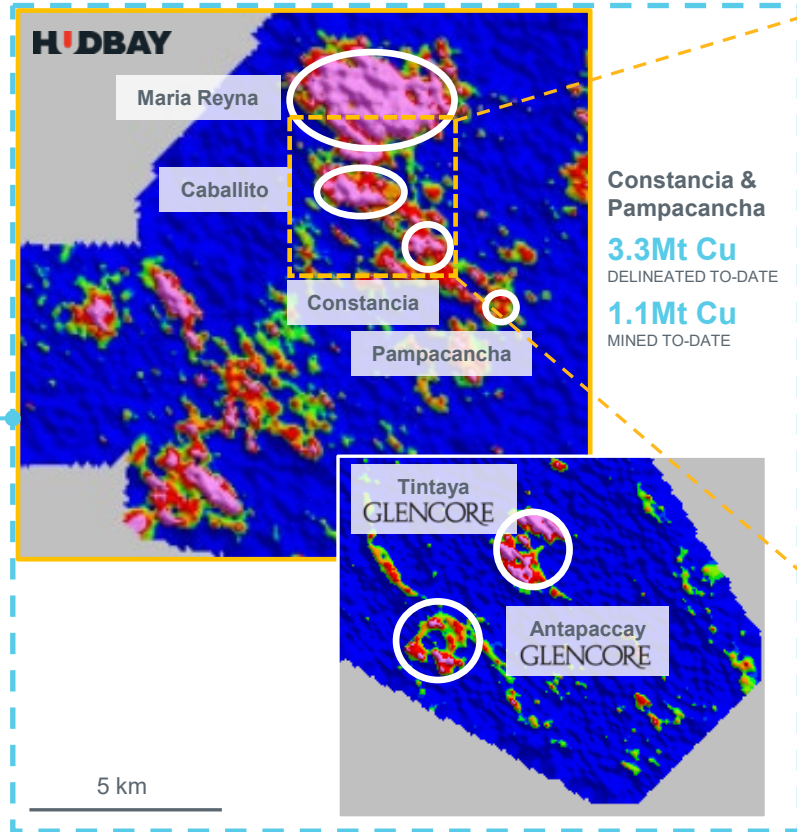 HUDBAY
Maria Reyna
Caballito
Constancia
Pampacancha
Constancia &
Pampacancha
3.3Mt Cu
DELINEATED TO-DATE
1.1Mt Cu
MINED TO-DATE
Tintaya
GLENCORE
Antapaccay
GLENCORE
5 km